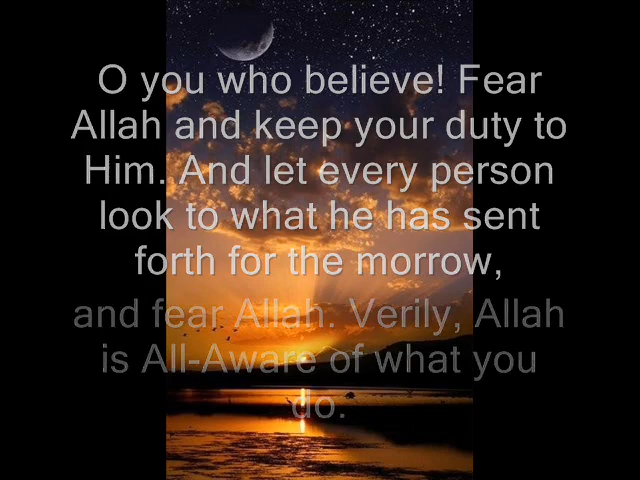 O you who believe! Fear
Allah and keep your duty to
Him. And let every person
look to what he has sent
forth for the morrow,
and fear Allah. Verily, Allah
is All-Aware of what you
do.